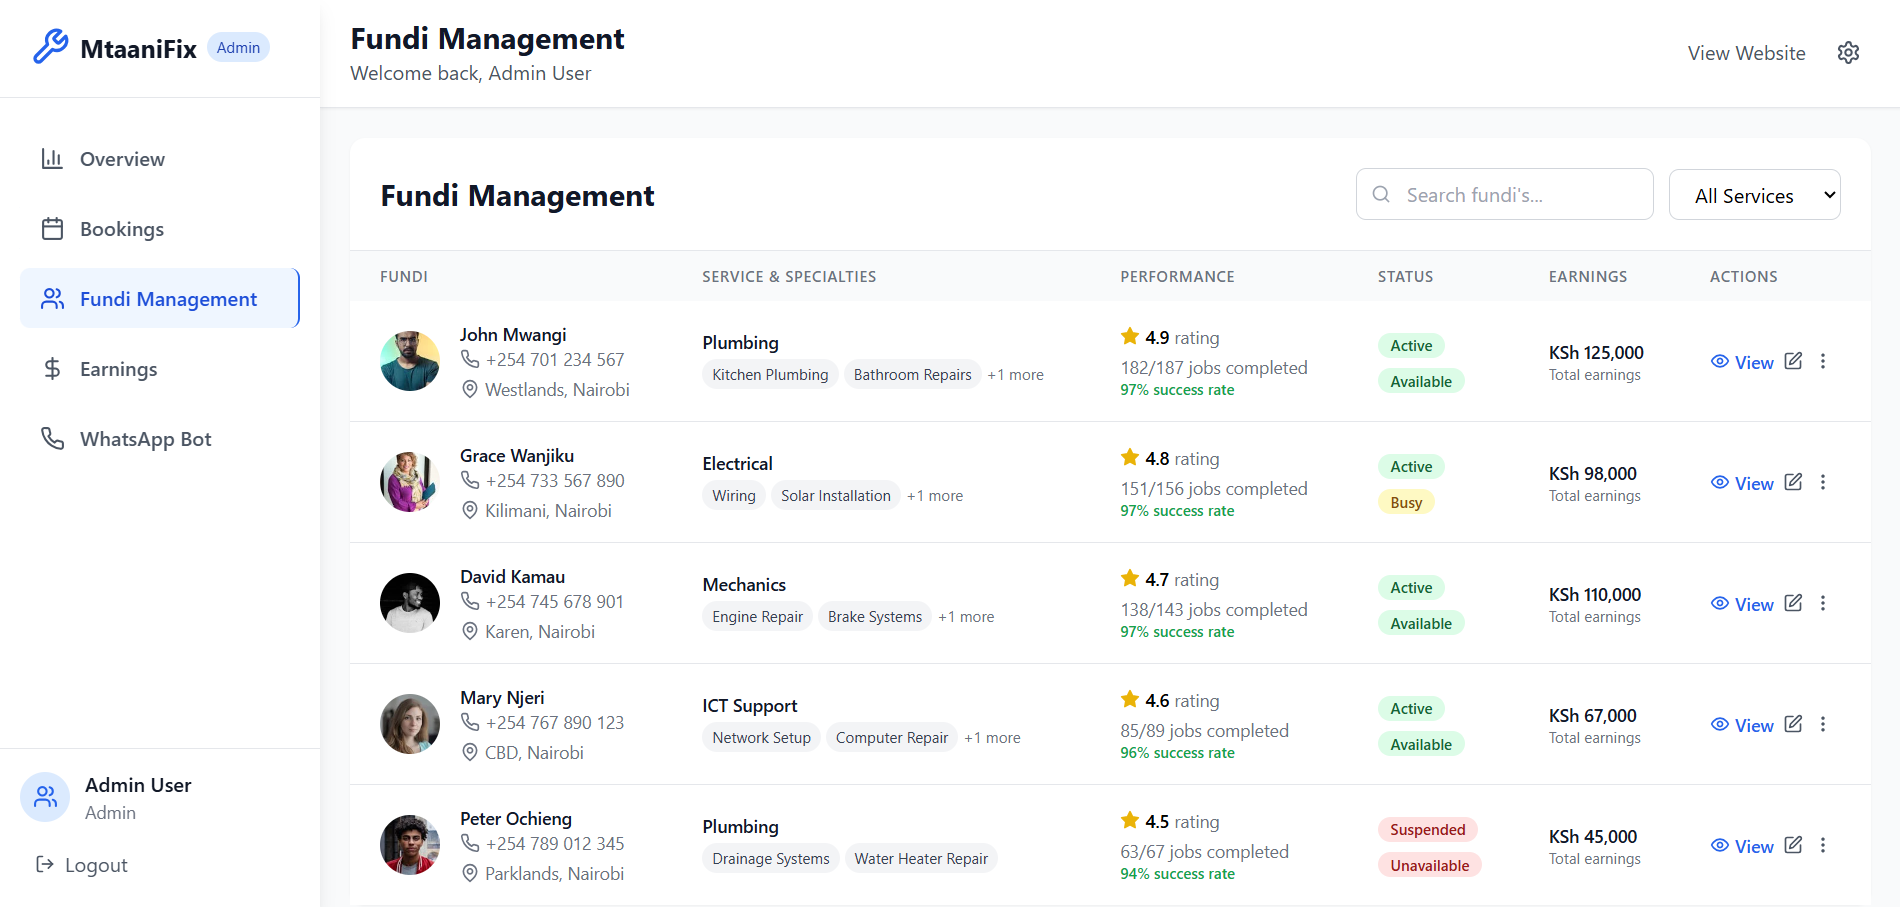 MtaaniFix Admin
Overview
Bookings
Fundi Management
Earnings
WhatsApp Bot
Admin User
Admin
Logout
Fundi Management
Welcome back, Admin User
View Website
Fundi Management
Search fundi's...
All Services
FUNDI SERVICE & SPECIALTIES PERFORMANCE STATUS EARNINGS ACTIONS
John Mwangi
+254 701 234 567
Westlands, Nairobi
Plumbing
Kitchen Plumbing Bathroom Repairs +1 more
4.9 rating
182/187 jobs completed
97% success rate
Active
Available
KSh 125,000
Total earnings
View
Grace Wanjiku
+254 733 567 890
Kilimani, Nairobi
Electrical
Wiring Solar Installation +1 more
4.8 rating
151/156 jobs completed
97% success rate
Active
Busy
KSh 98,000
Total earnings
View
David Kamau
+254 745 678 901
Karen, Nairobi
Mechanics
Engine Repair Brake Systems +1 more
4.7 rating
138/143 jobs completed
97% success rate
Active
Available
KSh 110,000
Total earnings
View
Mary Njeri
+254 767 890 123
CBD, Nairobi
ICT Support
Network Setup Computer Repair +1 more
4.6 rating
85/89 jobs completed
96% success rate
Active
Available
KSh 67,000
Total earnings
View
Peter Ochieng
+254 789 012 345
Parklands, Nairobi
Plumbing
Drainage Systems Water Heater Repair
4.5 rating
63/67 jobs completed
94% success rate
Suspended
Unavailable
KSh 45,000
Total earnings
View